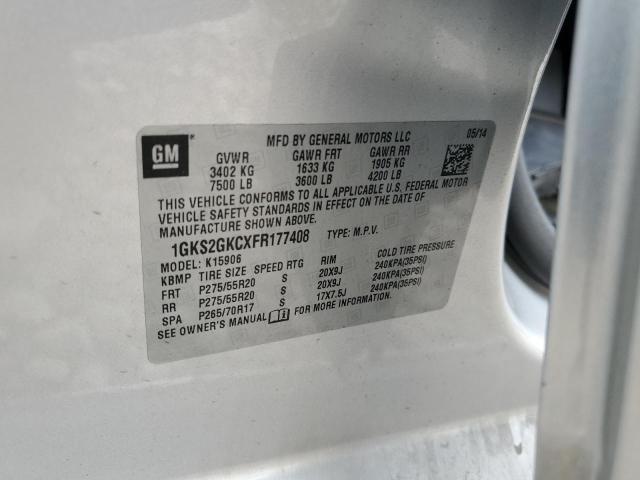 GM
MFD BY GENERAL MOTORS LLC 05/14
GVWR GAWR FRT GAWR RR
3402 KG 1633 KG 1905 KG
7500 LB 3600 LB 4200 LB
THIS VEHICLE CONFORMS TO ALL APPLICABLE U.S. FEDERAL MOTOR
VEHICLE SAFETY STANDARDS IN EFFECT ON THE DATE OF
MANUFACTURE SHOWN ABOVE.
1GKS2GKCXFR177408 TYPE: M.P.V.
MODEL: K15906
KBMP TIRE SIZE SPEED RTG RIM COLD TIRE PRESSURE
FRT P275/55R20 S 20X9J 240KPA(35PSI)
RR P275/55R20 S 20X9J 240KPA(35PSI)
SPA P265/70R17 S 17X7.5J 240KPA(35PSI)
SEE OWNER'S MANUAL FOR MORE INFORMATION.